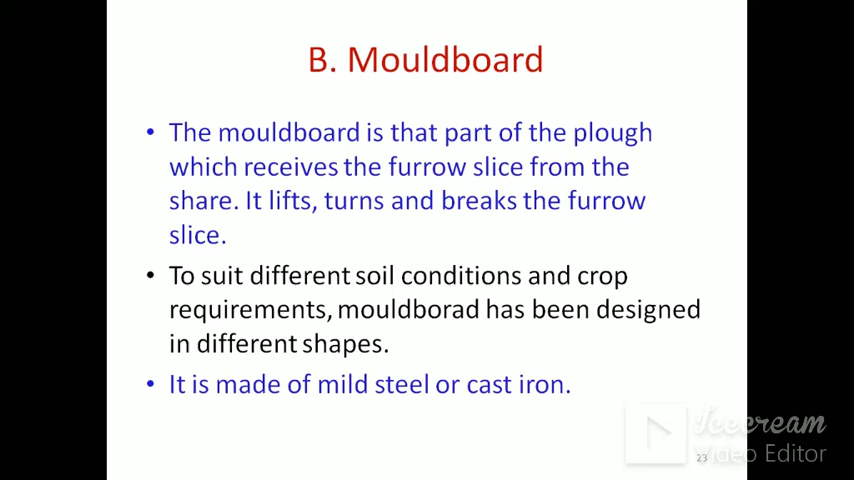 B. Mouldboard
• The mouldboard is that part of the plough
which receives the furrow slice from the
share. It lifts, turns and breaks the furrow
slice.
• To suit different soil conditions and crop
requirements, mouldborad has been designed
in different shapes.
• It is made of mild steel or cast iron.
Icecream
23
Video Editor